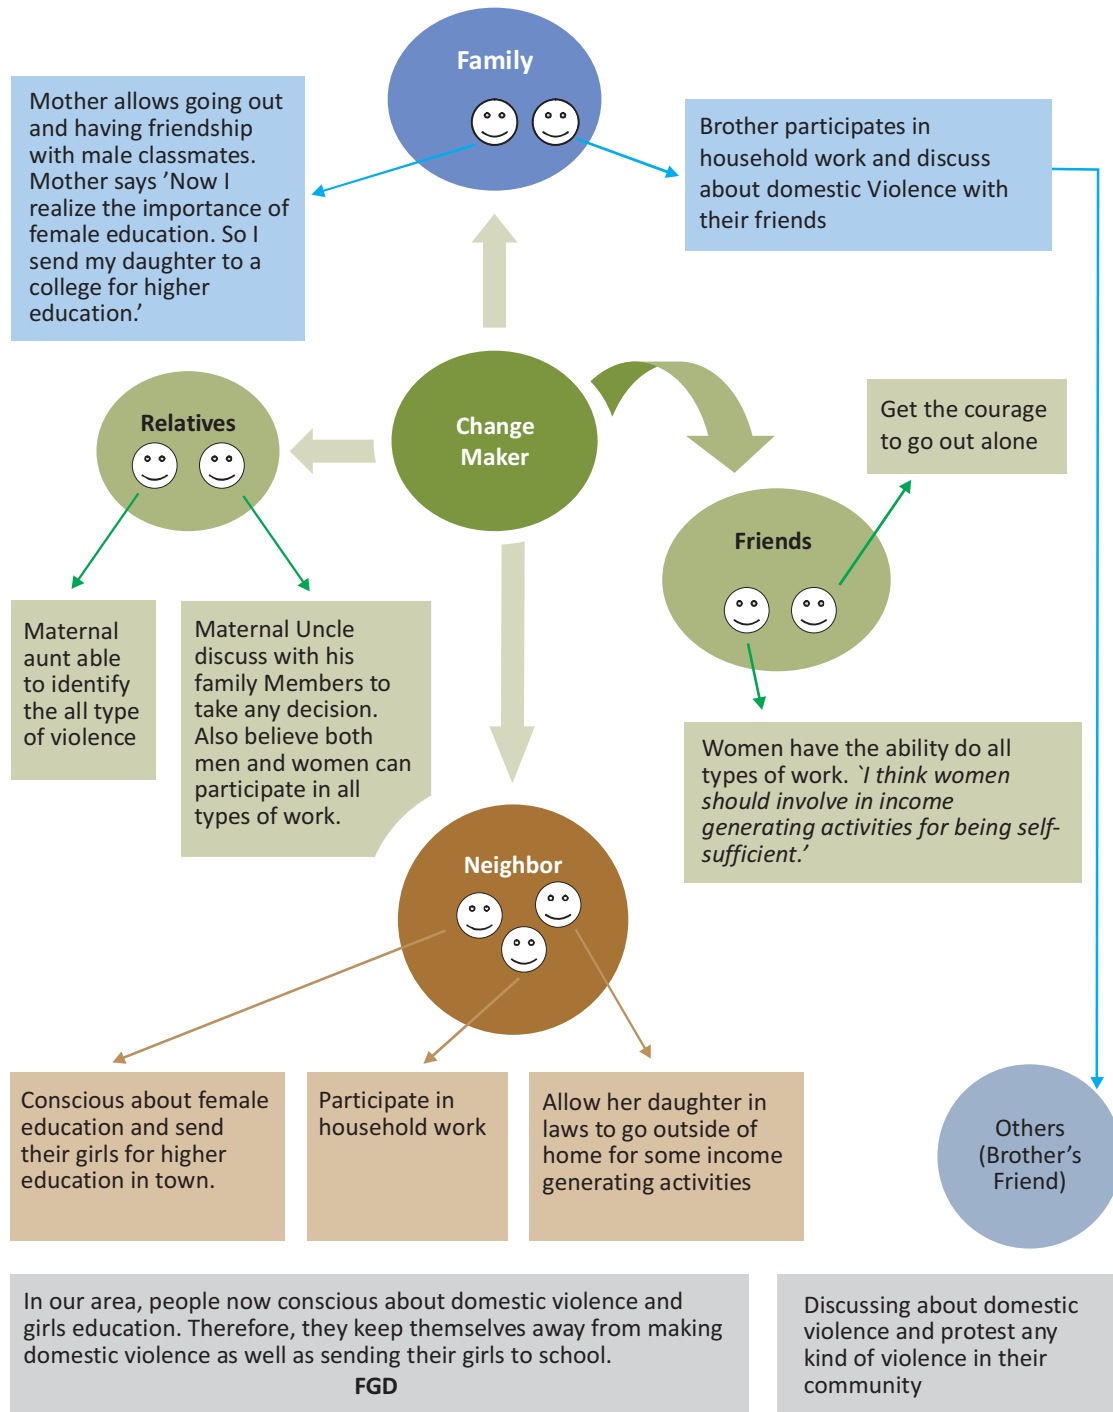 Family
Mother allows going out
and having friendship
with male classmates.
Mother says ’Now I
realize the importance of
female education. So I
send my daughter to a
college for higher
education.’
Brother participates in
household work and discuss
about domestic Violence with
their friends
Relatives
Change
Maker
Get the courage
to go out alone
Friends
Maternal
aunt able
to identify
the all type
of violence
Maternal Uncle
discuss with his
family Members to
take any decision.
Also believe both
men and women can
participate in all
types of work.
Women have the ability do all
types of work. `I think women
should involve in income
generating activities for being self-
sufficient.’
Neighbor
Conscious about female
education and send
their girls for higher
education in town.
Participate in
household work
Allow her daughter in
laws to go outside of
home for some income
generating activities
Others
(Brother’s
Friend)
In our area, people now conscious about domestic violence and
girls education. Therefore, they keep themselves away from making
domestic violence as well as sending their girls to school.
FGD
Discussing about domestic
violence and protest any
kind of violence in their
community